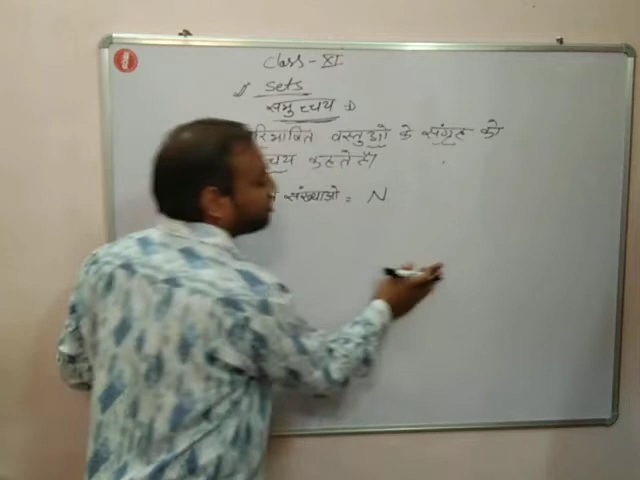 Class - XI
1) Sets
समुच्चय →
रिभाषित वस्तुओ के संग्रह को
च्चय कहते हैं।
संख्याओ = N